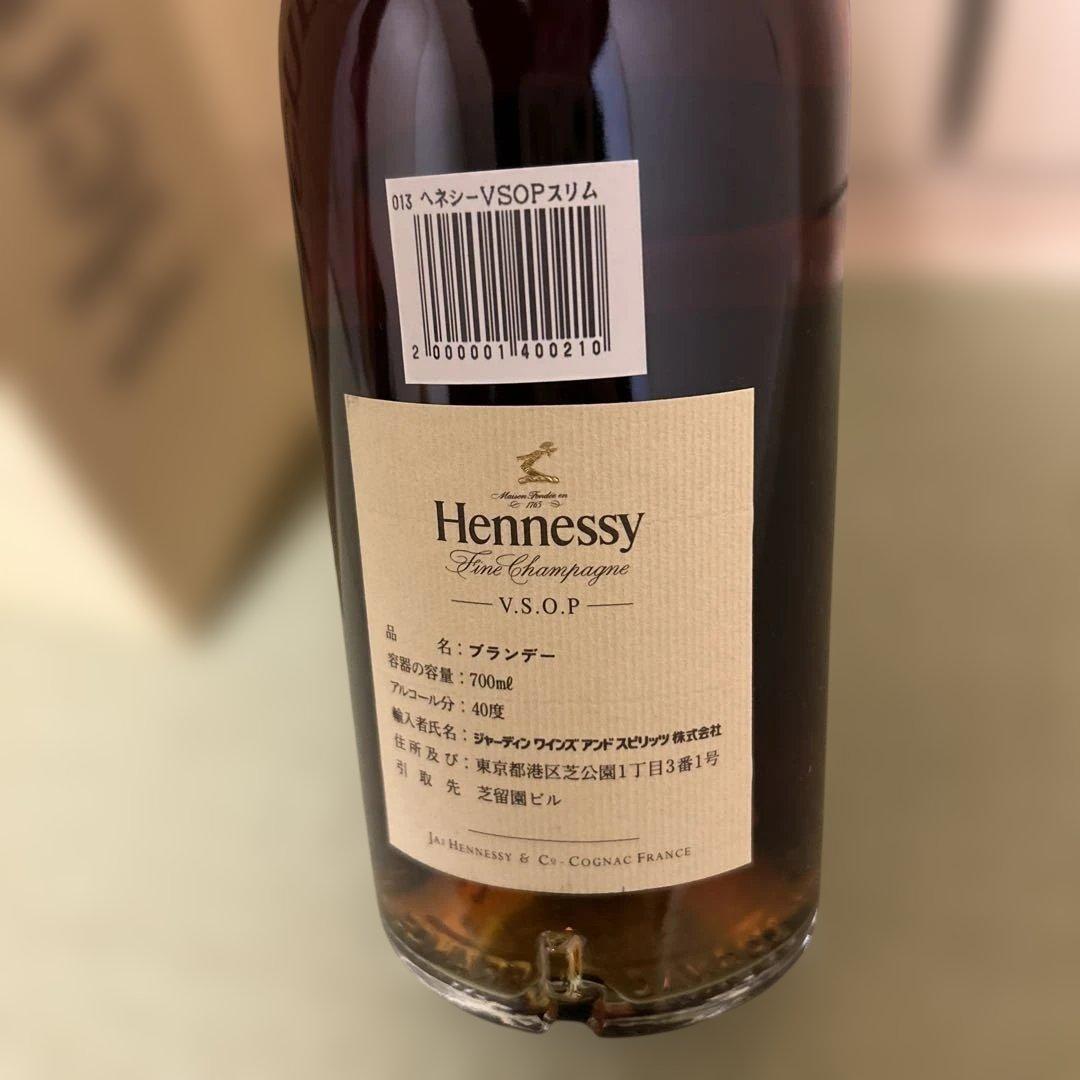 013 ヘネシーVSOPスリム
2 000001 400210
Maison Fondée en
1765
Hennessy
Fine Champagne
V.S.O.P
品名：ブランデー
容器の容量：700mℓ
アルコール分：40度
輸入者氏名：ジャーディン ワインズ アンド スピリッツ 株式会社
住所及び：東京都港区芝公園1丁目3番1号
引取先 芝留園ビル
JAS HENNESSY & Cº - COGNAC FRANCE